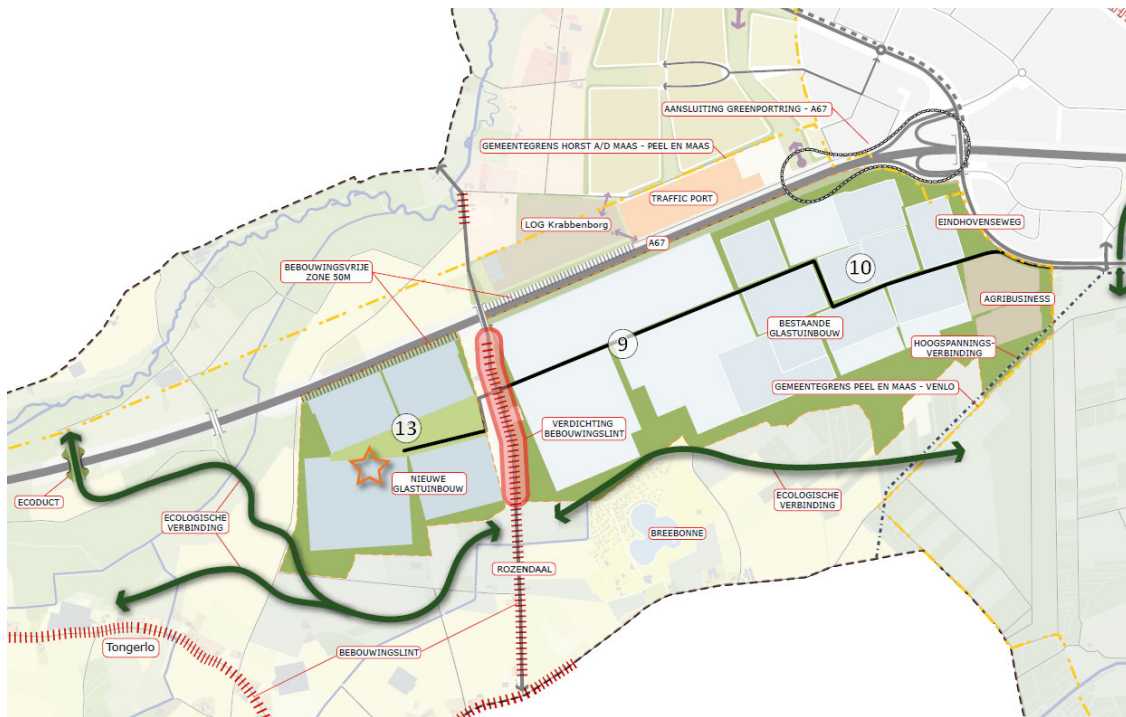 AANSLUITING GREENPORTRING - A67
GEMEENTEGRENS HORST A/D MAAS - PEEL EN MAAS
TRAFFIC PORT
LOG Krabbenborg
EINDHOVENSEWEG
A67
BEBOUWINGSVRIJE
ZONE 50M
10
AGRIBUSINESS
BESTAANDE
GLASTUINBOUW
9
HOOGSPANNINGS-
VERBINDING
GEMEENTEGRENS PEEL EN MAAS - VENLO
13
VERDICHTING
BEBOUWINGSLINT
NIEUWE
GLASTUINBOUW
ECODUCT
ECOLOGISCHE
VERBINDING
ECOLOGISCHE
VERBINDING
BREEBONNE
ROZENDAAL
Tongerlo
BEBOUWINGSLINT